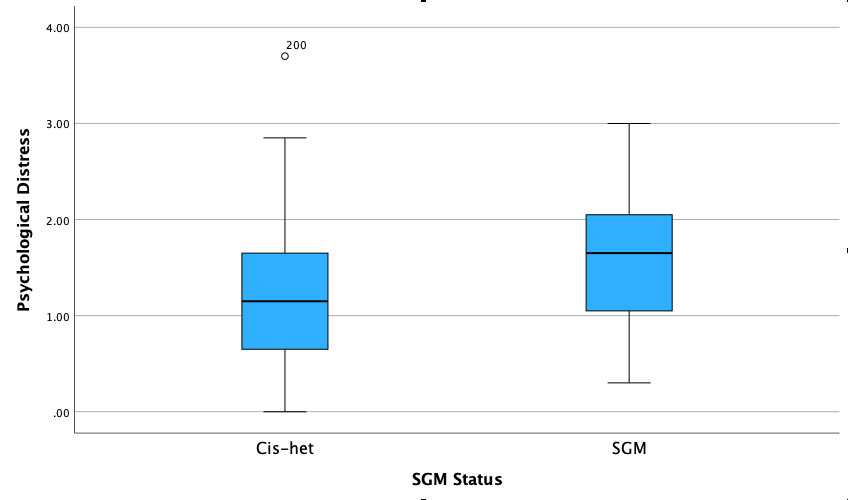 4.00
200
3.00
2.00
1.00
.00
Psychological Distress
Cis-het
SGM
SGM Status